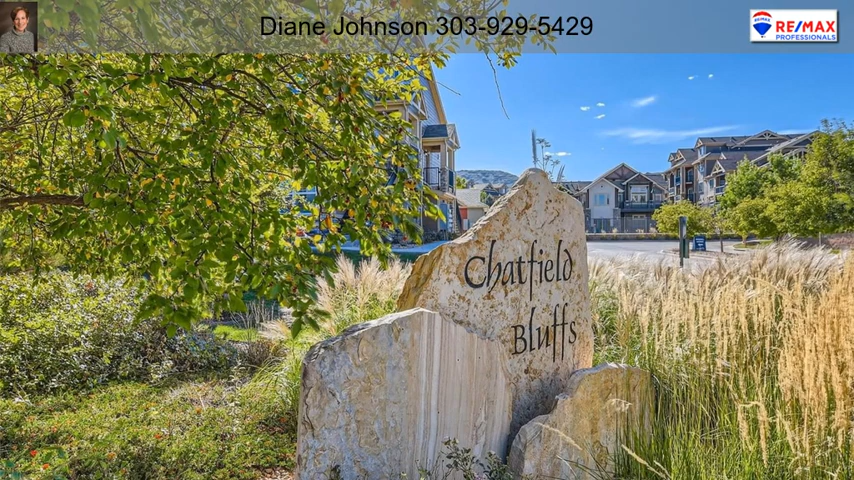 Diane Johnson 303-929-5429
RE/MAX
PROFESSIONALS
Chatfield
Bluffs